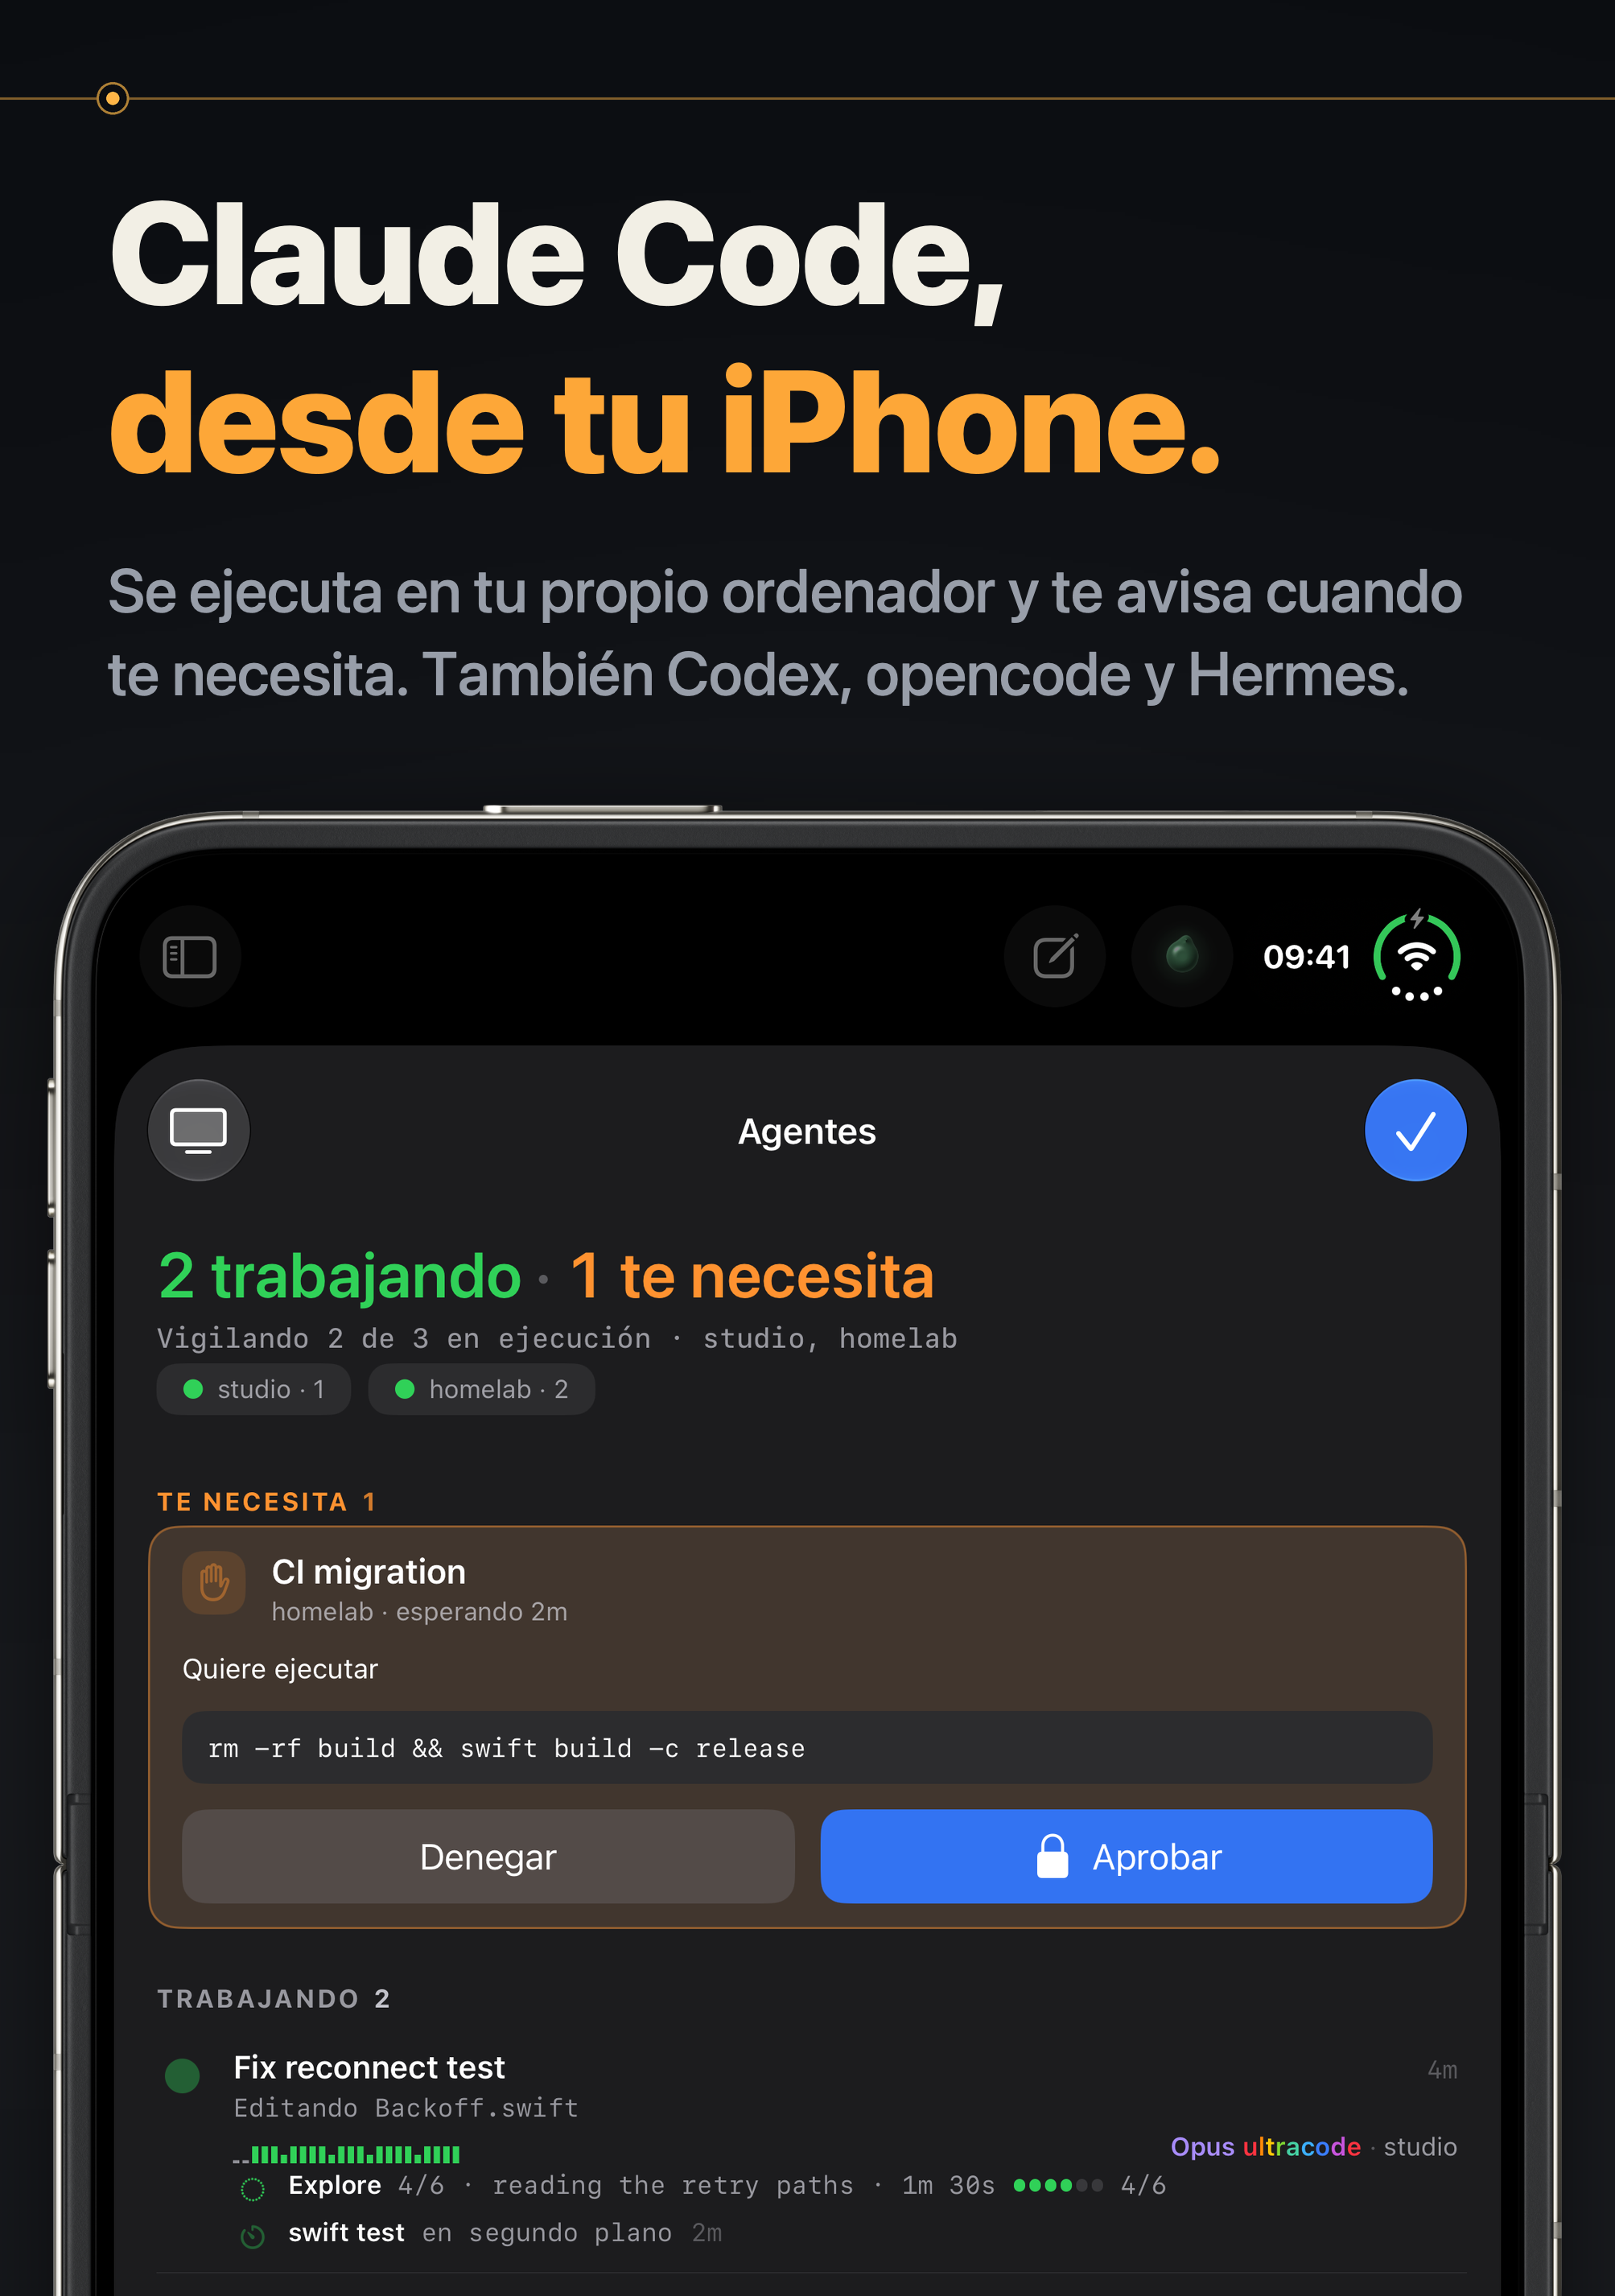 Claude Code,
desde tu iPhone.
Se ejecuta en tu propio ordenador y te avisa cuando
te necesita. También Codex, opencode y Hermes.
09:41
Agentes
2 trabajando · 1 te necesita
Vigilando 2 de 3 en ejecución · studio, homelab
studio · 1
homelab · 2
TE NECESITA 1
CI migration
homelab · esperando 2m
Quiere ejecutar
rm –rf build && swift build –c release
Denegar
Aprobar
TRABAJANDO 2
Fix reconnect test
4m
Editando Backoff.swift
Opus ultracode · studio
Explore 4/6 · reading the retry paths · 1m 30s 4/6
swift test en segundo plano 2m